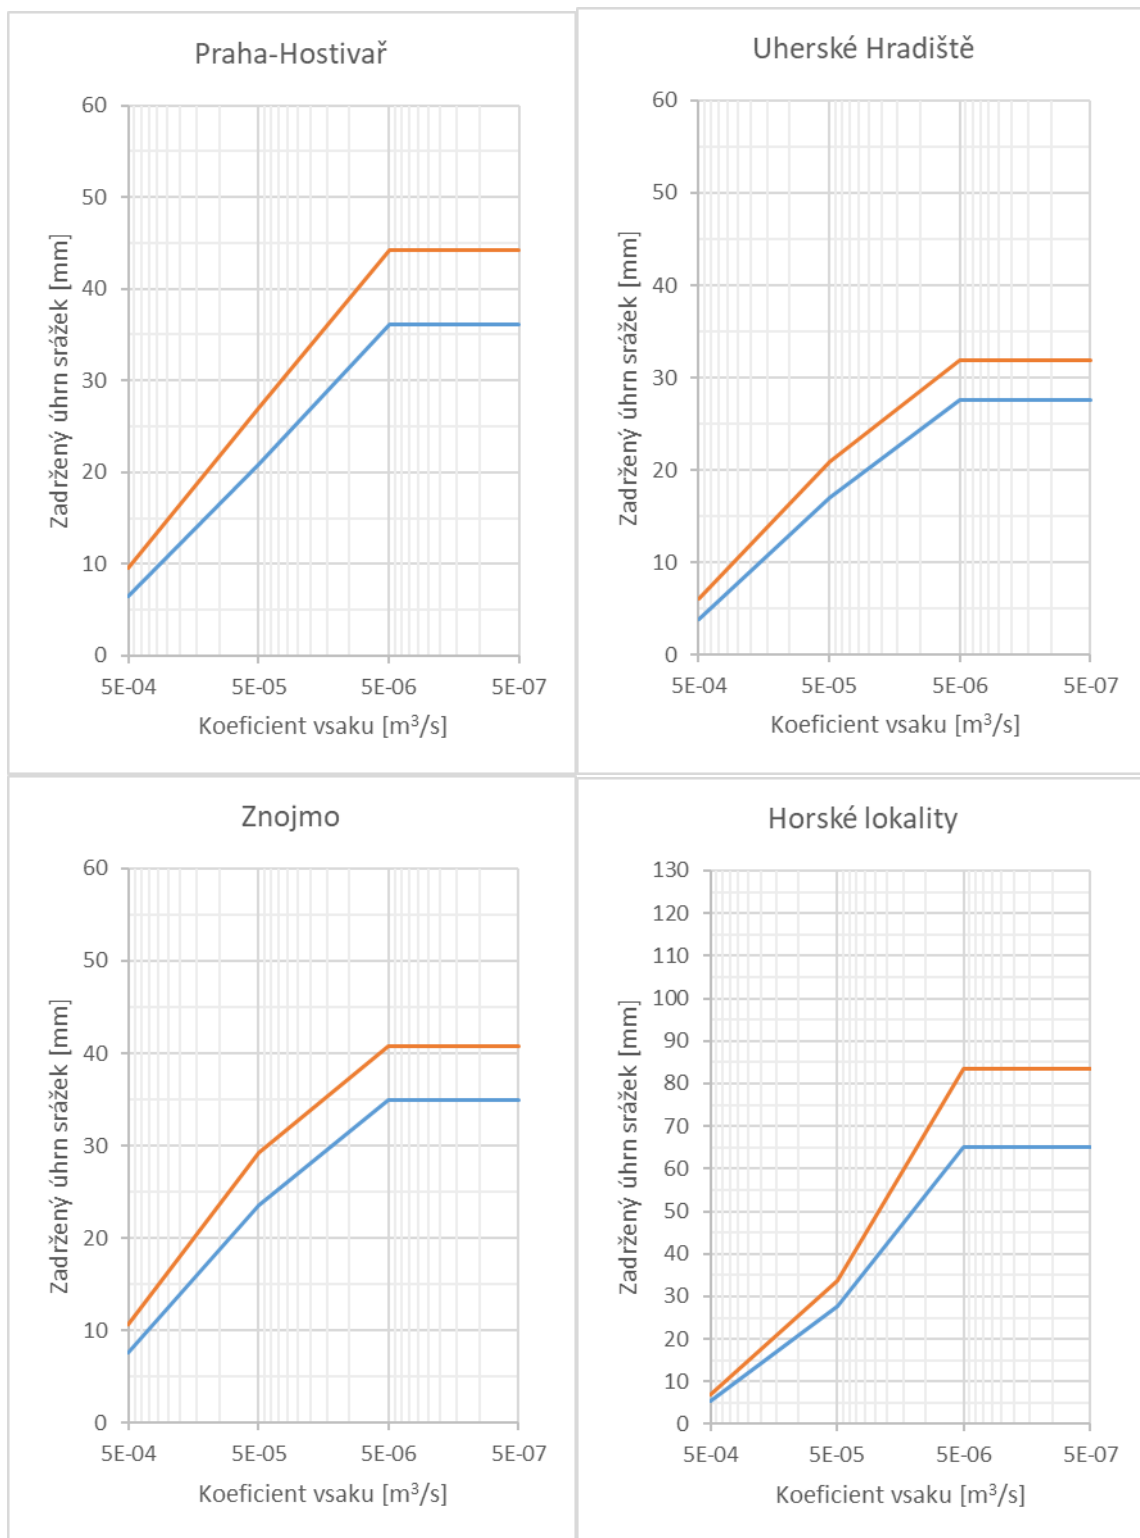 Praha-Hostivař
60
50
40
30
20
10
0
Zadržený úhrn srážek [mm]
5E-04 5E-05 5E-06 5E-07
Koeficient vsaku [m³/s]
Uherské Hradiště
60
50
40
30
20
10
0
Zadržený úhrn srážek [mm]
5E-04 5E-05 5E-06 5E-07
Koeficient vsaku [m³/s]
Znojmo
60
50
40
30
20
10
0
Zadržený úhrn srážek [mm]
5E-04 5E-05 5E-06 5E-07
Koeficient vsaku [m³/s]
Horské lokality
130
120
110
100
90
80
70
60
50
40
30
20
10
0
Zadržený úhrn srážek [mm]
5E-04 5E-05 5E-06 5E-07
Koeficient vsaku [m³/s]